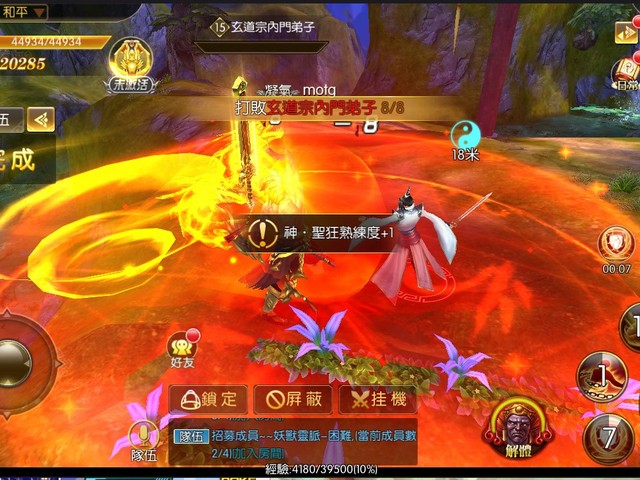 和平
44934/44934
20285
未激活
15 玄道宗內門弟子
凝氣 motq
打敗玄道宗內門弟子 8/8
伍
完成
18米
日常
神·聖狂熟練度+1
00:07
好友
鎖定
屏蔽
挂機
1
1
7
解體
隊伍
隊伍 招募成員~~妖獸靈脈-困難,[當前成員數
2/4][加入房間]
經驗:4180/39500(10%)